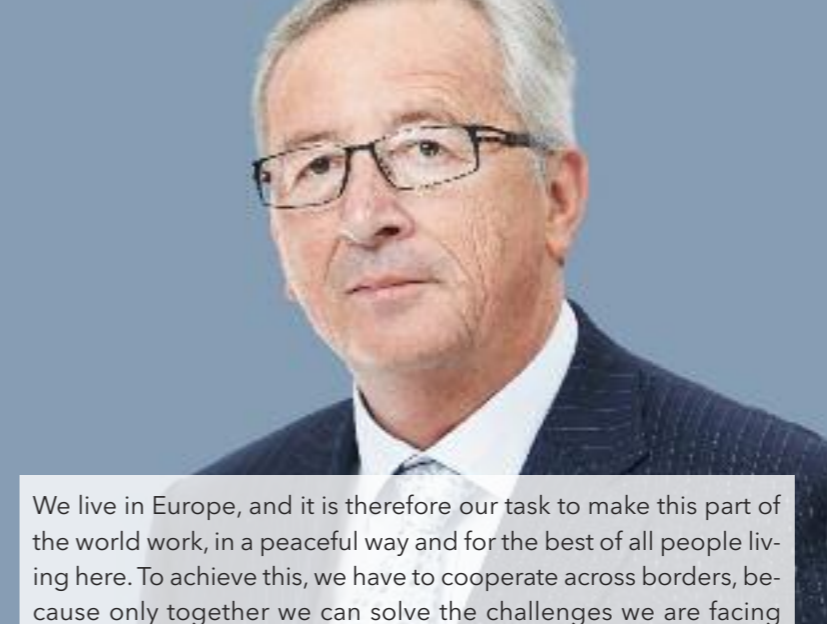 We live in Europe, and it is therefore our task to make this part of
the world work, in a peaceful way and for the best of all people liv-
ing here. To achieve this, we have to cooperate across borders, be-
cause only together we can solve the challenges we are facing